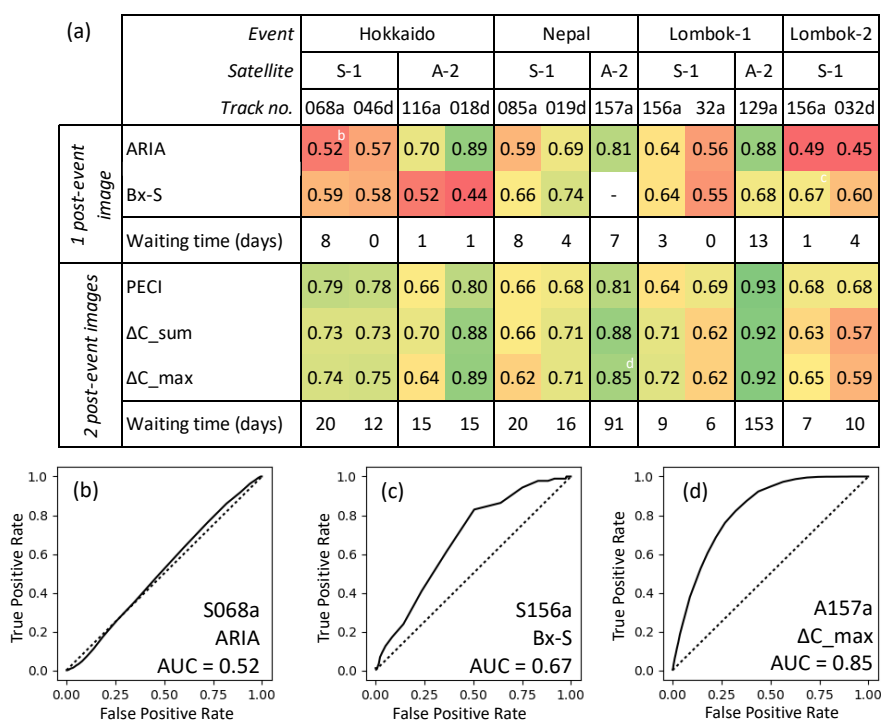 (a)
Event Hokkaido Nepal Lombok-1 Lombok-2
Satellite S-1 A-2 S-1 A-2 S-1 A-2 S-1
Track no. 068a 046d 116a 018d 085a 019d 157a 156a 32a 129a 156a 032d
1 post-event image
ARIA 0.52 b 0.57 0.70 0.89 0.59 0.69 0.81 0.64 0.56 0.88 0.49 0.45
Bx-S 0.59 0.58 0.52 0.44 0.66 0.74 - 0.64 0.55 0.68 0.67 c 0.60
Waiting time (days) 8 0 1 1 8 4 7 3 0 13 1 4
2 post-event images
PECI 0.79 0.78 0.66 0.80 0.66 0.68 0.81 0.64 0.69 0.93 0.68 0.68
ΔC_sum 0.73 0.73 0.70 0.88 0.66 0.71 0.88 0.71 0.62 0.92 0.63 0.57
ΔC_max 0.74 0.75 0.64 0.89 0.62 0.71 0.85 d 0.72 0.62 0.92 0.65 0.59
Waiting time (days) 20 12 15 15 20 16 91 9 6 153 7 10
(b)
True Positive Rate
1.0
0.8
0.6
0.4
0.2
0.0
S068a
ARIA
AUC = 0.52
0.00 0.25 0.50 0.75 1.00
False Positive Rate
(c)
True Positive Rate
1.0
0.8
0.6
0.4
0.2
0.0
S156a
Bx-S
AUC = 0.67
0.00 0.25 0.50 0.75 1.00
False Positive Rate
(d)
True Positive Rate
1.0
0.8
0.6
0.4
0.2
0.0
A157a
ΔC_max
AUC = 0.85
0.00 0.25 0.50 0.75 1.00
False Positive Rate